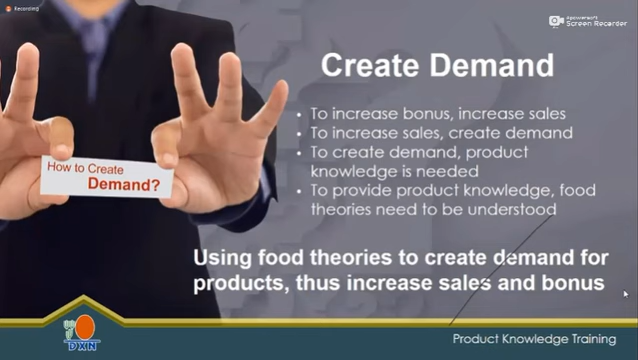 Recording
Apowersoft
Screen Recorder
Create Demand
• To increase bonus, increase sales
• To increase sales, create demand
• To create demand, product
knowledge is needed
• To provide product knowledge, food
theories need to be understood
How to Create
Demand?
Using food theories to create demand for
products, thus increase sales and bonus
DXN
Product Knowledge Training